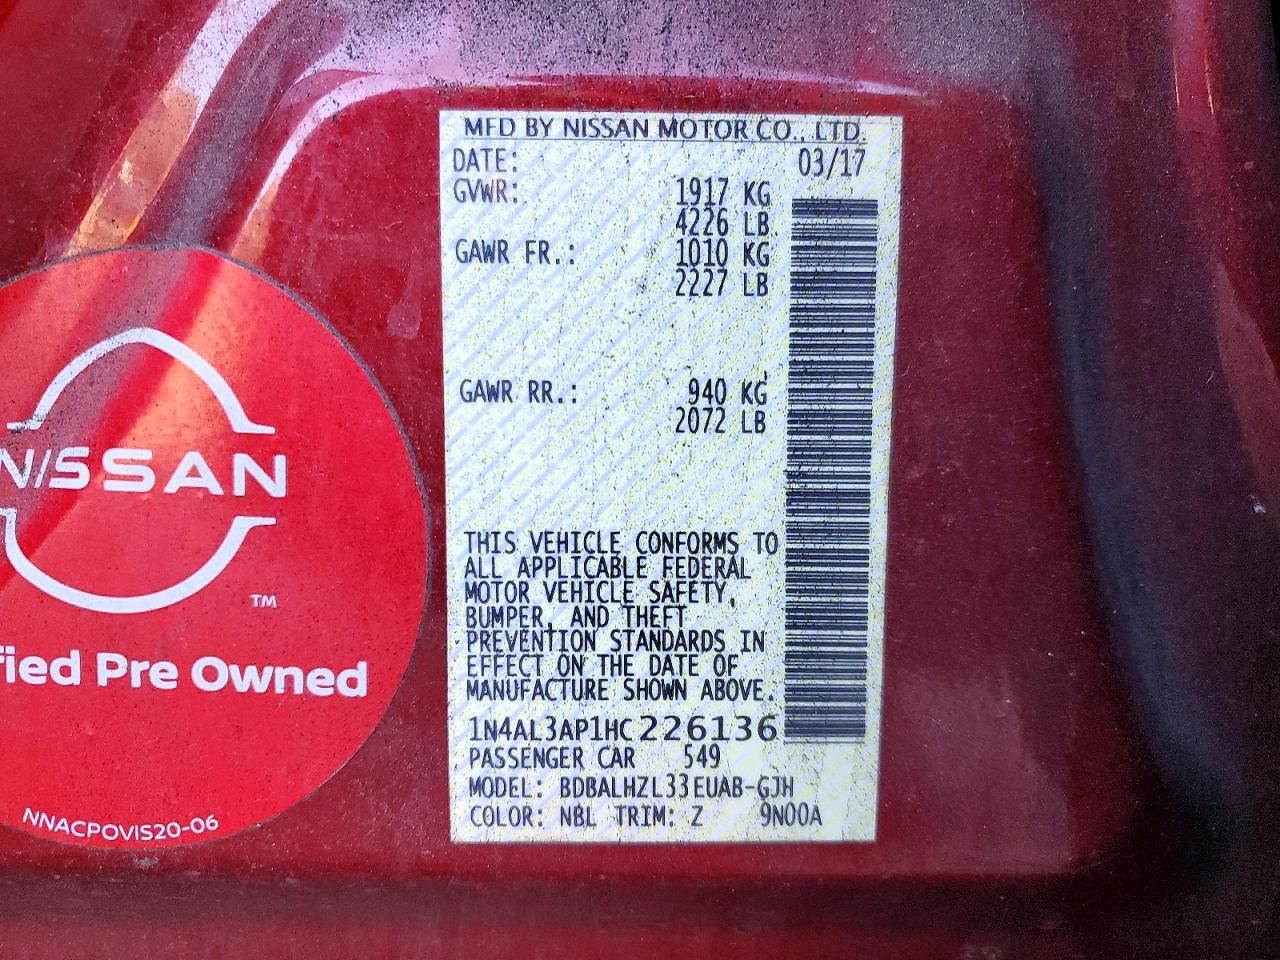 MFD BY NISSAN MOTOR CO., LTD.
DATE: 03/17
GVWR: 1917 KG
4226 LB
GAWR FR.: 1010 KG
2227 LB
GAWR RR.: 940 KG
2072 LB
THIS VEHICLE CONFORMS TO
ALL APPLICABLE FEDERAL
MOTOR VEHICLE SAFETY,
BUMPER, AND THEFT
PREVENTION STANDARDS IN
EFFECT ON THE DATE OF
MANUFACTURE SHOWN ABOVE.
1N4AL3AP1HC226136
PASSENGER CAR 549
MODEL: BDBALHZL33EUAB-GJH
COLOR: NBL TRIM: Z 9N00A
NISSAN
TM
fied Pre Owned
NNACPOVIS20-06